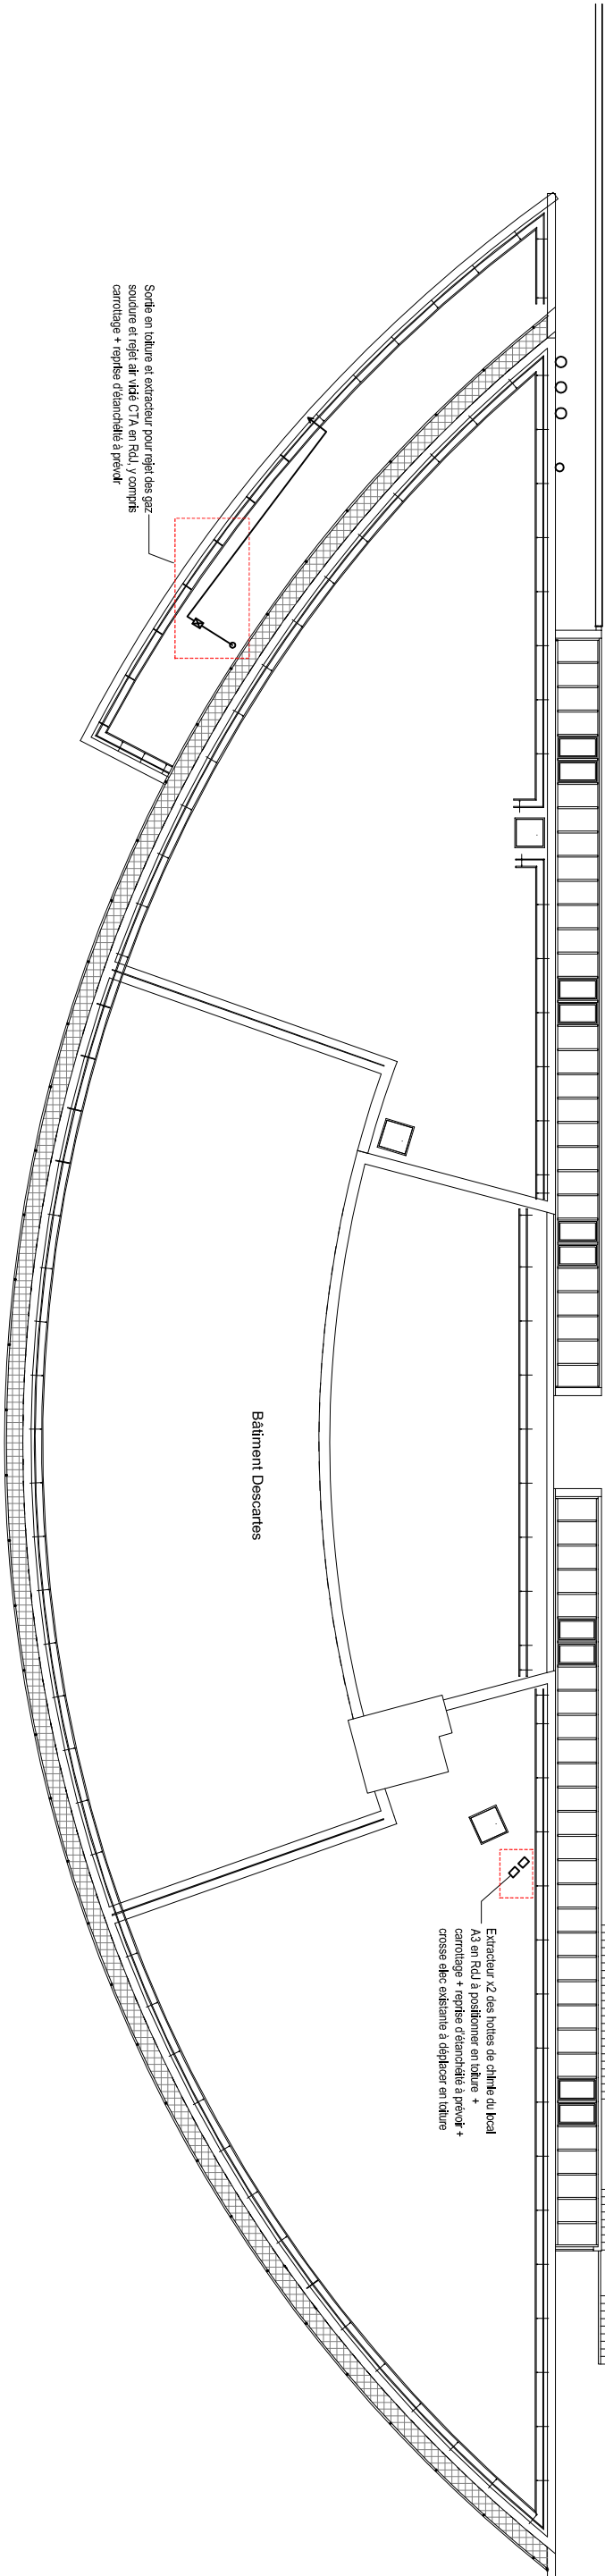 Sortie en toiture et extracteur pour rejet des gaz
soudure et rejet air vicié CTA en RdJ, y compris
carrottage + reprise d'étanchéité à prévoir
Bâtiment Descartes
Extracteur x2 des hottes de chimie du local
A3 en RdJ à positionner en toiture +
carrottage + reprise d'étanchéité à prévoir +
crosse elec existante à déplacer en toiture